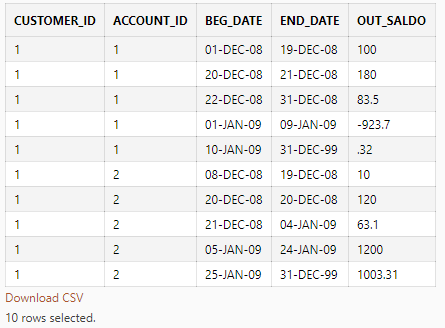 CUSTOMER_ID ACCOUNT_ID BEG_DATE END_DATE OUT_SALDO
1 1 01-DEC-08 19-DEC-08 100
1 1 20-DEC-08 21-DEC-08 180
1 1 22-DEC-08 31-DEC-08 83.5
1 1 01-JAN-09 09-JAN-09 -923.7
1 1 10-JAN-09 31-DEC-99 .32
1 2 08-DEC-08 19-DEC-08 10
1 2 20-DEC-08 20-DEC-08 120
1 2 21-DEC-08 04-JAN-09 63.1
1 2 05-JAN-09 24-JAN-09 1200
1 2 25-JAN-09 31-DEC-99 1003.31
Download CSV
10 rows selected.